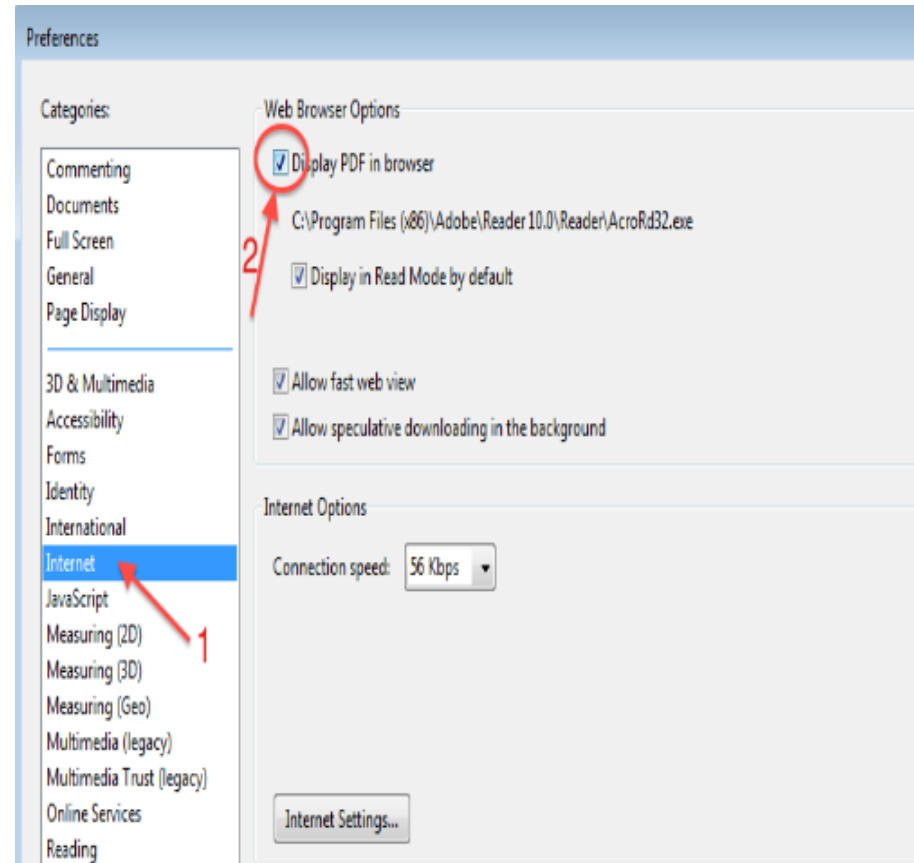 Preferences
Categories:
Commenting
Documents
Full Screen
General
Page Display
3D & Multimedia
Accessibility
Forms
Identity
International
Internet
JavaScript
Measuring (2D)
Measuring (3D)
Measuring (Geo)
Multimedia (legacy)
Multimedia Trust (legacy)
Online Services
Reading
1
Web Browser Options
Display PDF in browser
C:\Program Files (x86)\Adobe\Reader 10.0\Reader\AcroRd32.exe
2
Display in Read Mode by default
Allow fast web view
Allow speculative downloading in the background
Internet Options
Connection speed: 56 Kbps
Internet Settings...